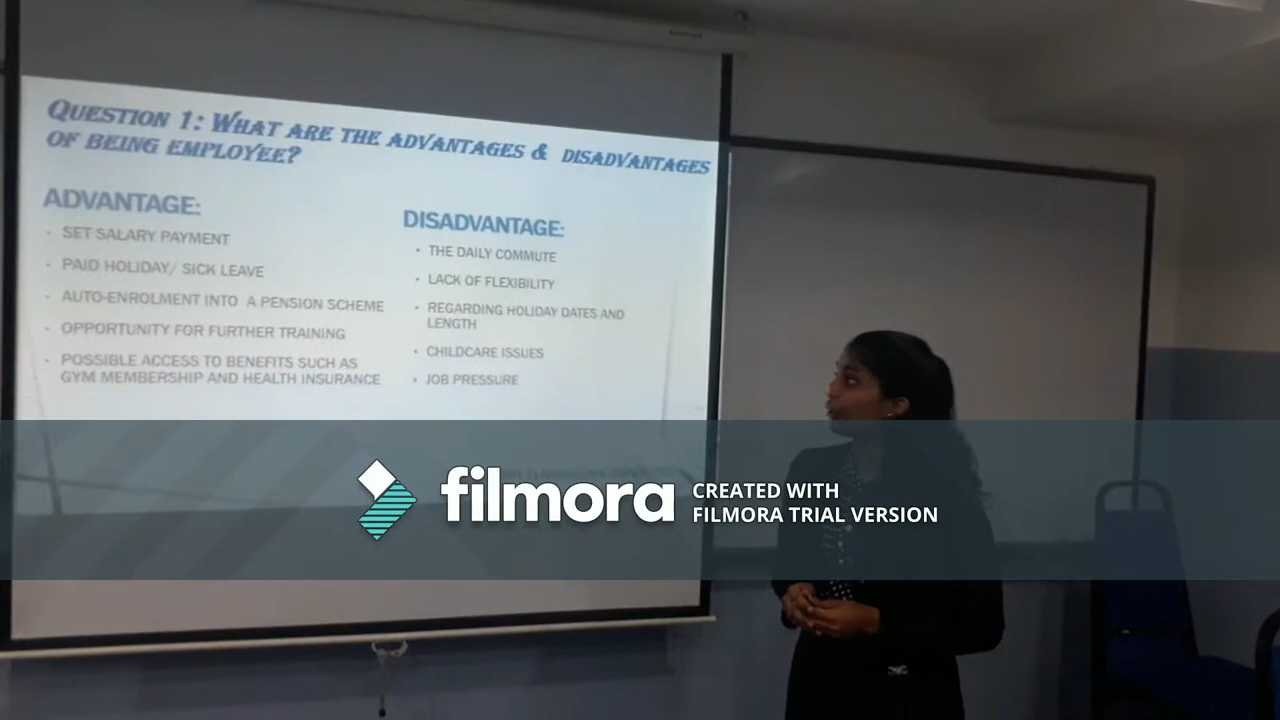 QUESTION 1: WHAT ARE THE ADVANTAGES & DISADVANTAGES
OF BEING EMPLOYEE?
ADVANTAGE:
• SET SALARY PAYMENT
• PAID HOLIDAY/ SICK LEAVE
• AUTO-ENROLMENT INTO A PENSION SCHEME
• OPPORTUNITY FOR FURTHER TRAINING
• POSSIBLE ACCESS TO BENEFITS SUCH AS
GYM MEMBERSHIP AND HEALTH INSURANCE
DISADVANTAGE:
• THE DAILY COMMUTE
• LACK OF FLEXIBILITY
• REGARDING HOLIDAY DATES AND
LENGTH
• CHILDCARE ISSUES
• JOB PRESSURE
filmora
CREATED WITH
FILMORA TRIAL VERSION